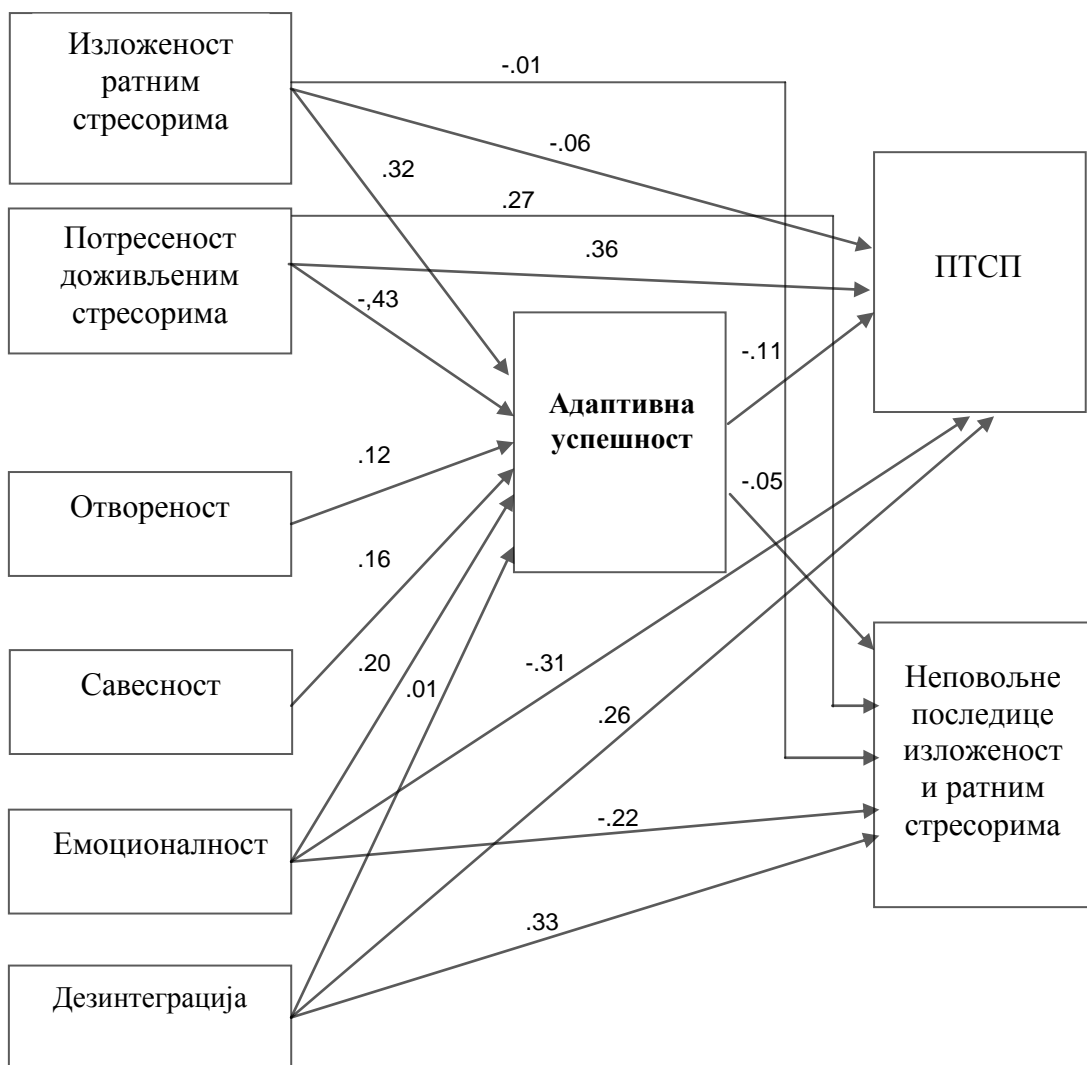 Изложеност
ратним
стресорима
-.01
-.06
.32
.27
Потресеност
доживљеним
стресорима
.36
-,43
ПТСП
-.11
Адаптивна
успешност
.12
Отвореност
-.05
.16
Савесност
.20
.01
-.31
.26
Неповољне
последице
изложеност
и ратним
стресорима
Емоционалност
-.22
.33
Дезинтеграција